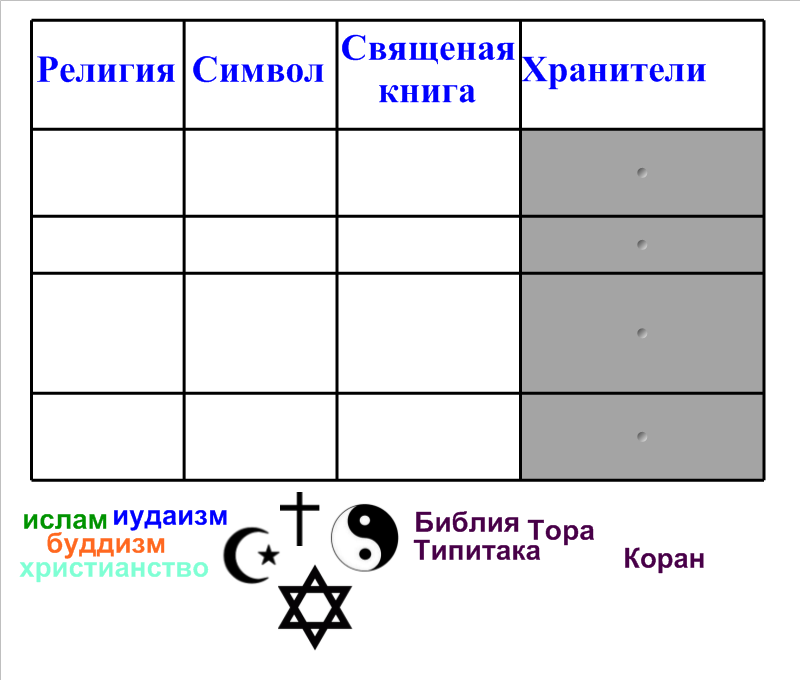 Религия Символ Священая книга Хранители
ислам иудаизм
буддизм
христианство
Библия Тора
Типитака
Коран